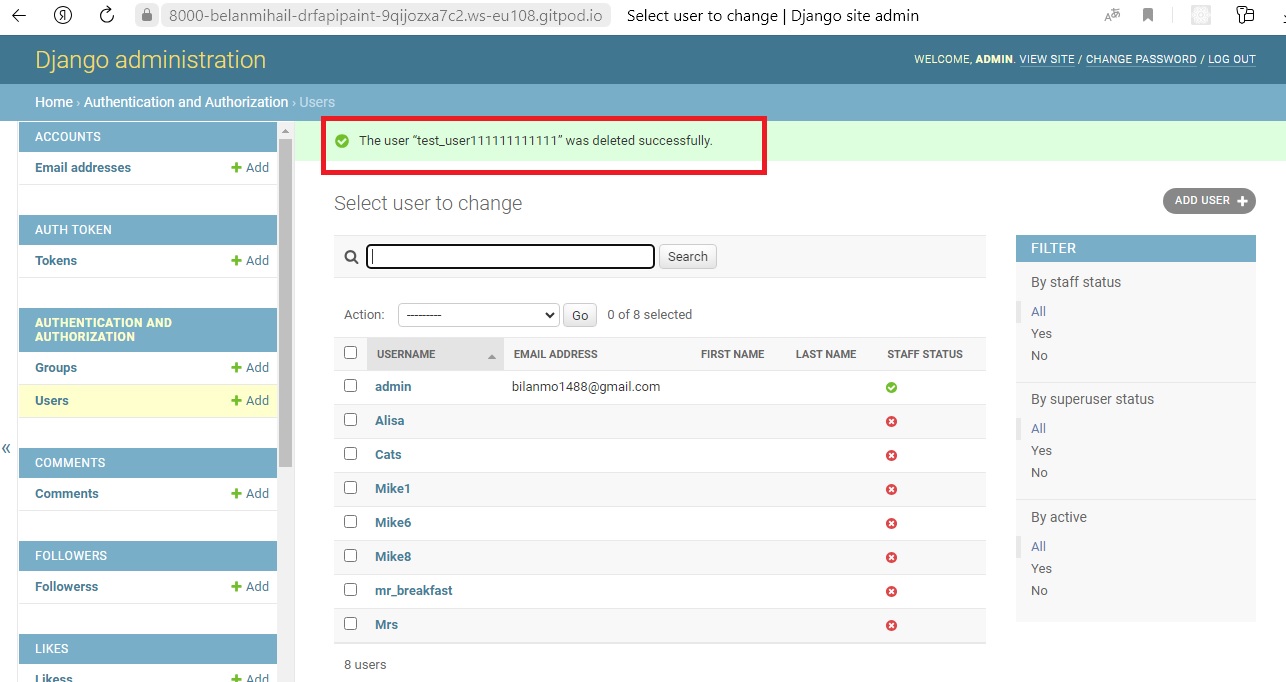 8000-belanmihail-drfapipaint-9qijozxa7c2.ws-eu108.gitpod.io Select user to change | Django site admin
Django administration
WELCOME, ADMIN. VIEW SITE / CHANGE PASSWORD / LOG OUT
Home › Authentication and Authorization › Users
ACCOUNTS
Email addresses + Add
AUTH TOKEN
Tokens + Add
AUTHENTICATION AND
AUTHORIZATION
Groups + Add
Users + Add
«
COMMENTS
Comments + Add
FOLLOWERS
Followerss + Add
LIKES
Likess + Add
The user “test_user111111111111” was deleted successfully.
Select user to change
ADD USER +
Search
Action: --------- Go 0 of 8 selected
USERNAME EMAIL ADDRESS FIRST NAME LAST NAME STAFF STATUS
admin bilanmo1488@gmail.com
Alisa
Cats
Mike1
Mike6
Mike8
mr_breakfast
Mrs
8 users
FILTER
By staff status
All
Yes
No
By superuser status
All
Yes
No
By active
All
Yes
No